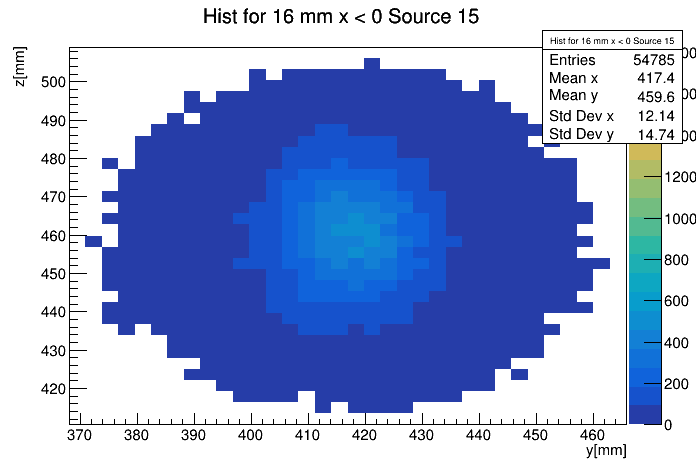 Hist for 16 mm x < 0 Source 15
Hist for 16 mm x < 0 Source 15
Entries 54785
Mean x 417.4
Mean y 459.6
Std Dev x 12.14
Std Dev y 14.74
z[mm]
500
490
480
470
460
450
440
430
420
370 380 390 400 410 420 430 440 450 460
y[mm]
1200
1000
800
600
400
200
0